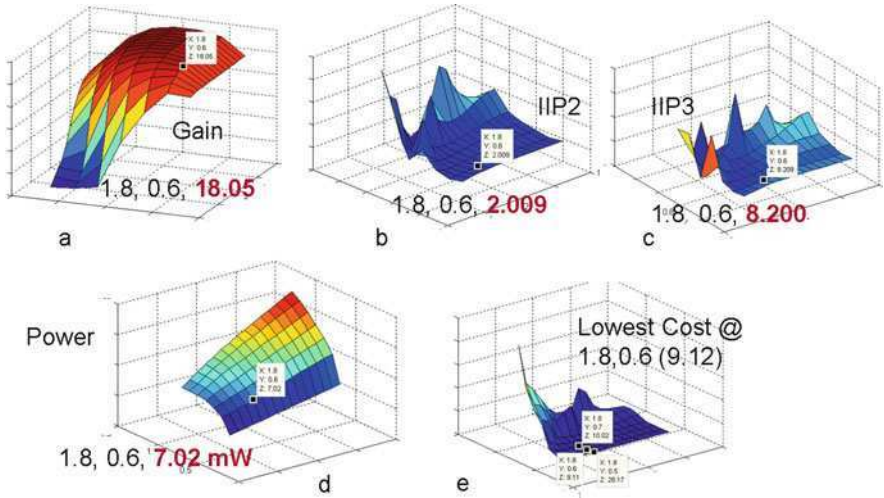 X: 1.8
Y: 0.6
Z: 18.05
Gain
1.8, 0.6, 18.05
a
X: 1.8
Y: 0.6
Z: 2.009
IIP2
1
1.8, 0.6, 2.009
b
X: 1.8
Y: 0.6
Z: 8.209
IIP3
1.8, 0.6, 8.200
c
Power
X: 1.8
Y: 0.6
Z: 7.02
1.8, 0.6, 7.02 mW
0.5
d
Lowest Cost @
1.8,0.6 (9.12)
X: 1.8
Y: 0.7
Z: 10.02
X: 1.8
Y: 0.6
Z: 9.11
X: 1.8
Y: 0.5
Z: 26.17
1
e